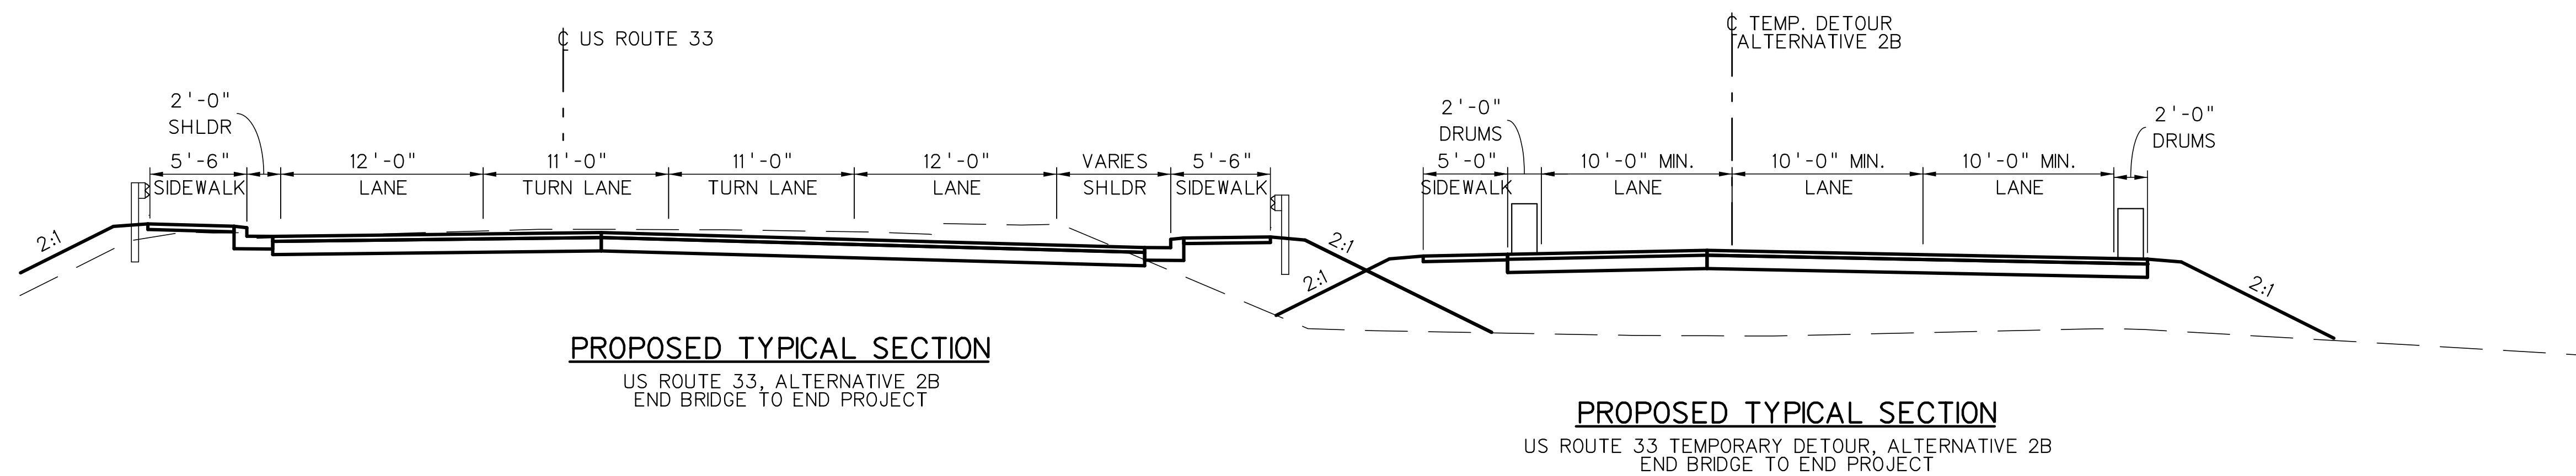 ℄ US ROUTE 33
2'-0"
SHLDR
5'-6"
SIDEWALK
12'-0"
LANE
11'-0"
TURN LANE
11'-0"
TURN LANE
12'-0"
LANE
VARIES
SHLDR
5'-6"
SIDEWALK
2:1
2:1
PROPOSED TYPICAL SECTION
US ROUTE 33, ALTERNATIVE 2B
END BRIDGE TO END PROJECT
℄ TEMP. DETOUR
ALTERNATIVE 2B
2'-0"
DRUMS
5'-0"
SIDEWALK
10'-0" MIN.
LANE
10'-0" MIN.
LANE
10'-0" MIN.
LANE
2'-0"
DRUMS
2:1
2:1
PROPOSED TYPICAL SECTION
US ROUTE 33 TEMPORARY DETOUR, ALTERNATIVE 2B
END BRIDGE TO END PROJECT